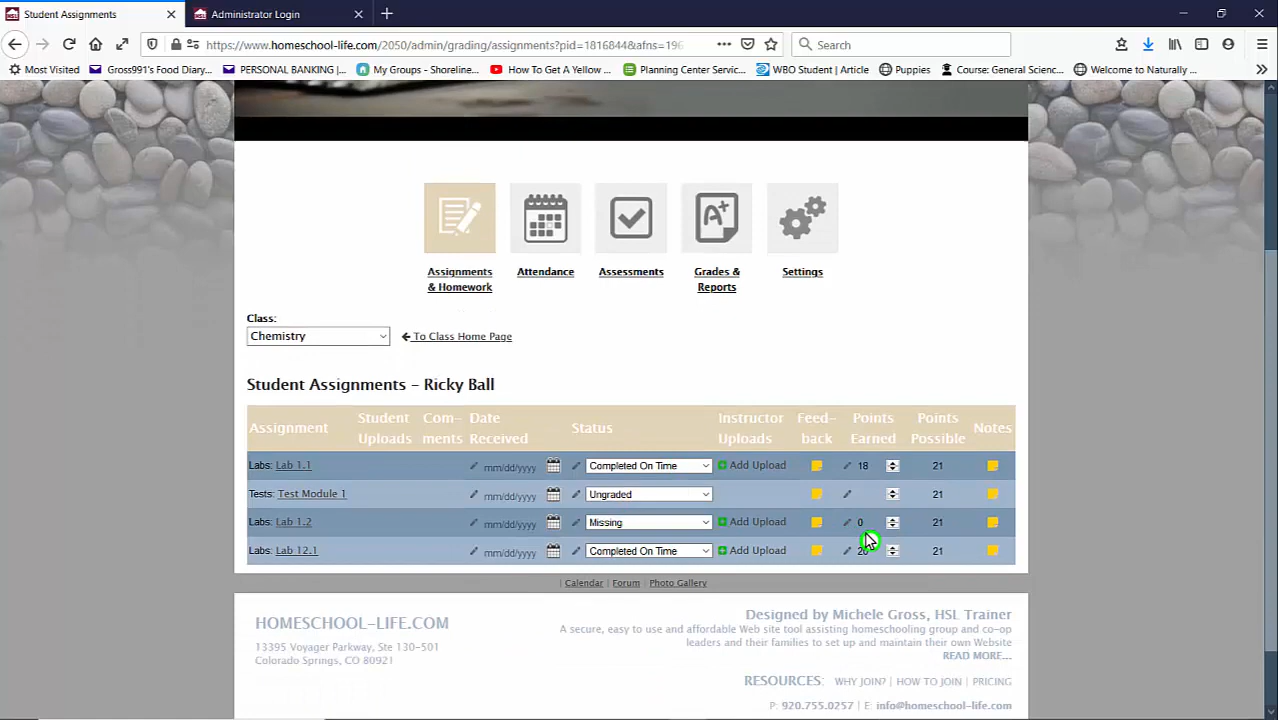 Student Assignments
Administrator Login
https://www.homeschool-life.com/2050/admin/grading/assignments?pid=1816844&afns=196
Search
Most Visited
Gross991's Food Diary...
PERSONAL BANKING |...
My Groups - Shoreline...
How To Get A Yellow ...
Planning Center Servic...
WBO Student | Article
Puppies
Course: General Scienc...
Welcome to Naturally ...
Assignments
& Homework
Attendance
Assessments
Grades &
Reports
Settings
Class:
Chemistry
To Class Home Page
Student Assignments - Ricky Ball
Assignment Student Uploads Com-ments Date Received Status Instructor Uploads Feed-back Points Earned Points Possible Notes
Labs: Lab 1.1 mm/dd/yyyy Completed On Time Add Upload 18 21
Tests: Test Module 1 mm/dd/yyyy Ungraded 21
Labs: Lab 1.2 mm/dd/yyyy Missing Add Upload 0 21
Labs: Lab 12.1 mm/dd/yyyy Completed On Time Add Upload 21
| Calendar | Forum | Photo Gallery
HOMESCHOOL-LIFE.COM
13395 Voyager Parkway, Ste 130-501
Colorado Springs, CO 80921
Designed by Michele Gross, HSL Trainer
A secure, easy to use and affordable Web site tool assisting homeschooling group and co-op
leaders and their families to set up and maintain their own Website
READ MORE...
RESOURCES: WHY JOIN? | HOW TO JOIN | PRICING
P: 920.755.0257 | E: info@homeschool-life.com